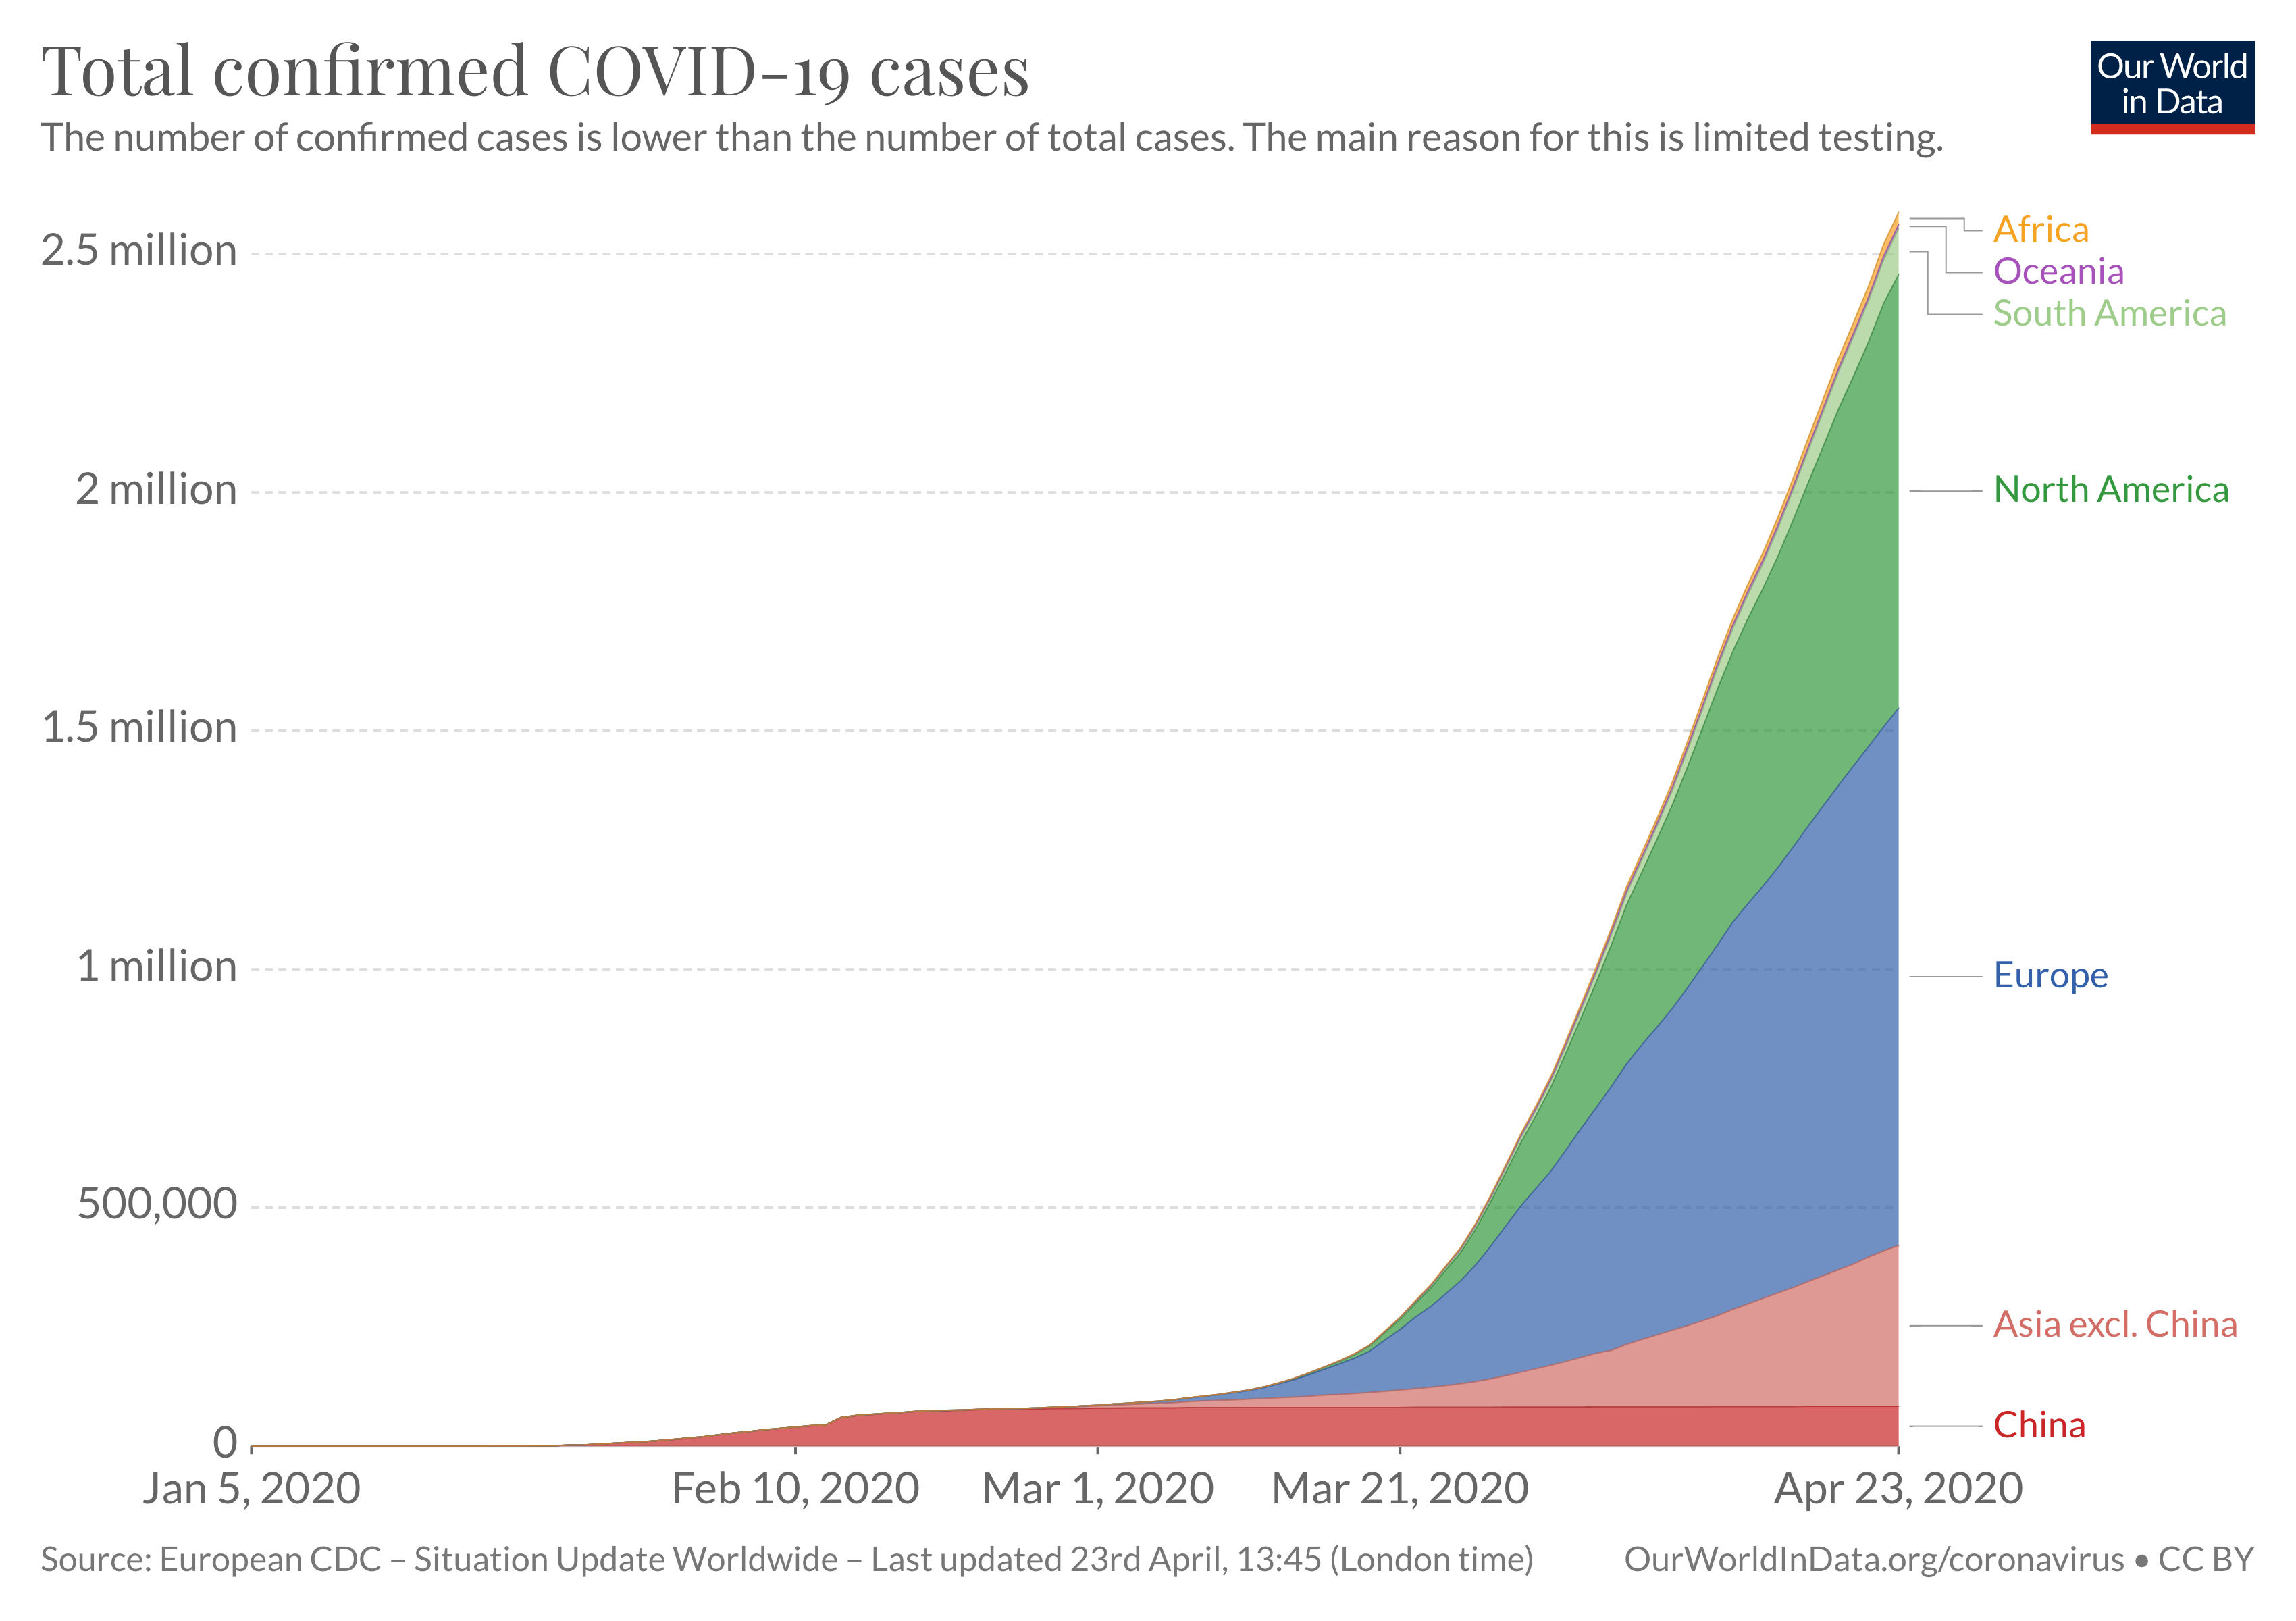 Total confirmed COVID-19 cases
The number of confirmed cases is lower than the number of total cases. The main reason for this is limited testing.
Our World
in Data
2.5 million
2 million
1.5 million
1 million
500,000
0
Africa
Oceania
South America
North America
Europe
Asia excl. China
China
Jan 5, 2020
Feb 10, 2020
Mar 1, 2020
Mar 21, 2020
Apr 23, 2020
Source: European CDC – Situation Update Worldwide – Last updated 23rd April, 13:45 (London time)
OurWorldInData.org/coronavirus • CC BY